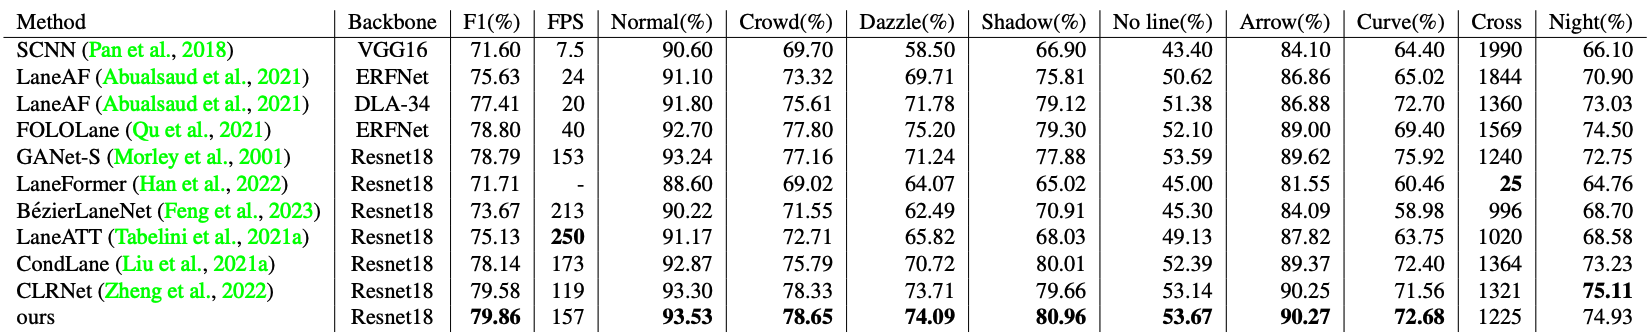 Method Backbone F1(%) FPS Normal(%) Crowd(%) Dazzle(%) Shadow(%) No line(%) Arrow(%) Curve(%) Cross Night(%)
SCNN (Pan et al., 2018) VGG16 71.60 7.5 90.60 69.70 58.50 66.90 43.40 84.10 64.40 1990 66.10
LaneAF (Abualsaud et al., 2021) ERFNet 75.63 24 91.10 73.32 69.71 75.81 50.62 86.86 65.02 1844 70.90
LaneAF (Abualsaud et al., 2021) DLA-34 77.41 20 91.80 75.61 71.78 79.12 51.38 86.88 72.70 1360 73.03
FOLOLane (Qu et al., 2021) ERFNet 78.80 40 92.70 77.80 75.20 79.30 52.10 89.00 69.40 1569 74.50
GANet-S (Morley et al., 2001) Resnet18 78.79 153 93.24 77.16 71.24 77.88 53.59 89.62 75.92 1240 72.75
LaneFormer (Han et al., 2022) Resnet18 71.71 - 88.60 69.02 64.07 65.02 45.00 81.55 60.46 25 64.76
BézierLaneNet (Feng et al., 2023) Resnet18 73.67 213 90.22 71.55 62.49 70.91 45.30 84.09 58.98 996 68.70
LaneATT (Tabelini et al., 2021a) Resnet18 75.13 250 91.17 72.71 65.82 68.03 49.13 87.82 63.75 1020 68.58
CondLane (Liu et al., 2021a) Resnet18 78.14 173 92.87 75.79 70.72 80.01 52.39 89.37 72.40 1364 73.23
CLRNet (Zheng et al., 2022) Resnet18 79.58 119 93.30 78.33 73.71 79.66 53.14 90.25 71.56 1321 75.11
ours Resnet18 79.86 157 93.53 78.65 74.09 80.96 53.67 90.27 72.68 1225 74.93